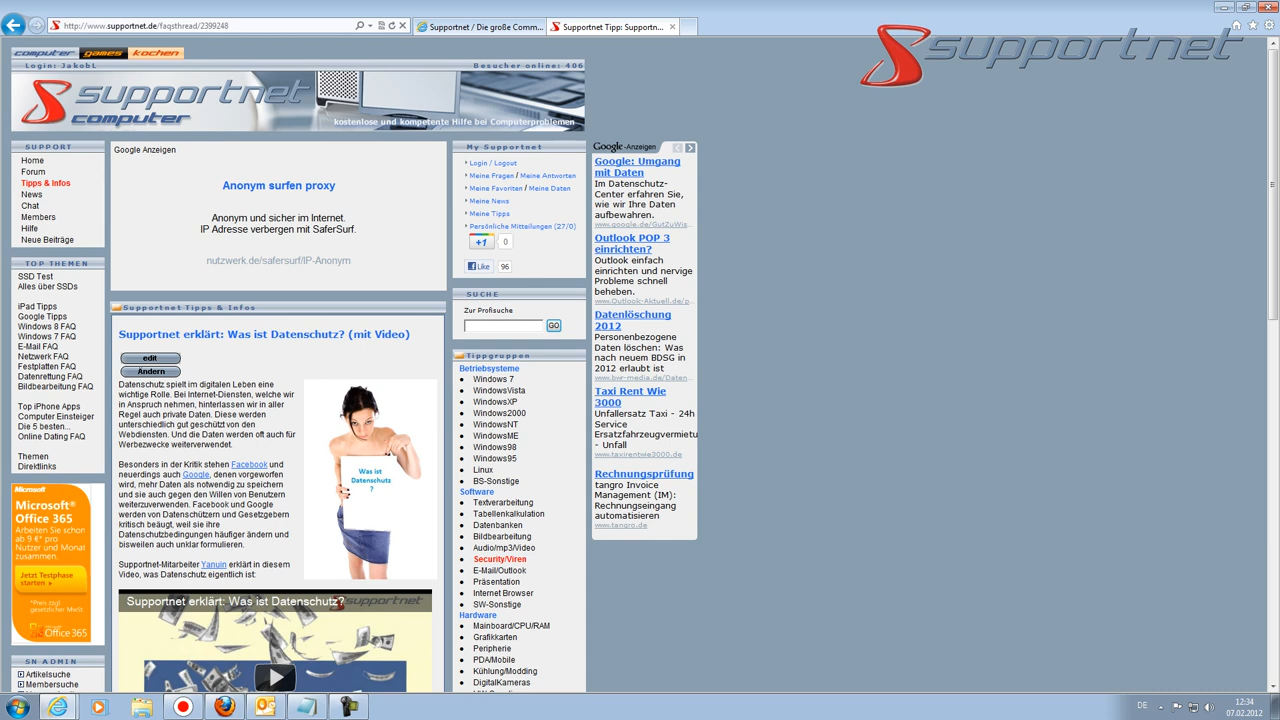 http://www.supportnet.de/faqsthread/2399248
Supportnet / Die große Comm...
Supportnet Tipp: Supportn...
supportnet
computer
games
kochen
Login: JakobL
Besucher online: 406
supportnet
computer
kostenlose und kompetente Hilfe bei Computerproblemen
SUPPORT
Home
Forum
Tipps & Infos
News
Chat
Members
Hilfe
Neue Beiträge
TOP THEMEN
SSD Test
Alles über SSDs
iPad Tipps
Google Tipps
Windows 8 FAQ
Windows 7 FAQ
E-Mail FAQ
Netzwerk FAQ
Festplatten FAQ
Datenrettung FAQ
Bildbearbeitung FAQ
Top iPhone Apps
Computer Einsteiger
Die 5 besten...
Online Dating FAQ
Themen
Direktlinks
Microsoft
Microsoft®
Office 365
Arbeiten Sie schon
ab 9 €* pro
Nutzer und Monat
zusammen.
Jetzt Testphase
starten »
*Preis zzgl.
gesetzlicher MwSt.
Office 365
SN ADMIN
Artikelsuche
Membersuche
Google Anzeigen
Anonym surfen proxy
Anonym und sicher im Internet.
IP Adresse verbergen mit SaferSurf.
nutzwerk.de/safersurf/IP-Anonym
Supportnet Tipps & Infos
Supportnet erklärt: Was ist Datenschutz? (mit Video)
edit
Ändern
Datenschutz spielt im digitalen Leben eine
wichtige Rolle. Bei Internet-Diensten, welche wir
in Anspruch nehmen, hinterlassen wir in aller
Regel auch private Daten. Diese werden
unterschiedlich gut geschützt von den
Webdiensten. Und die Daten werden oft auch für
Werbezwecke weiterverwendet.
Besonders in der Kritik stehen Facebook und
neuerdings auch Google, denen vorgeworfen
wird, mehr Daten als notwendig zu speichern
und sie auch gegen den Willen von Benutzern
weiterzuverwenden. Facebook und Google
werden von Datenschützern und Gesetzgebern
kritisch beäugt, weil sie ihre
Datenschutzbedingungen häufiger ändern und
bisweilen auch unklar formulieren.
Supportnet-Mitarbeiter Yanuin erklärt in diesem
Video, was Datenschutz eigentlich ist:
Was ist
Datenschutz
?
Supportnet erklärt: Was ist Datenschutz?
supportnet
My Supportnet
Login / Logout
Meine Fragen / Meine Antworten
Meine Favoriten / Meine Daten
Meine News
Meine Tipps
Persönliche Mitteilungen (27/0)
+1
0
Like
96
SUCHE
Zur Profisuche
GO
Tippgruppen
Betriebsysteme
Windows 7
WindowsVista
WindowsXP
Windows2000
WindowsNT
WindowsME
Windows98
Windows95
Linux
BS-Sonstige
Software
Textverarbeitung
Tabellenkalkulation
Datenbanken
Bildbearbeitung
Audio/mp3/Video
Security/Viren
E-Mail/Outlook
Präsentation
Internet Browser
SW-Sonstige
Hardware
Mainboard/CPU/RAM
Grafikkarten
Peripherie
PDA/Mobile
Kühlung/Modding
DigitalKameras
Google-Anzeigen
Google: Umgang
mit Daten
Im Datenschutz-
Center erfahren Sie,
wie wir Ihre Daten
aufbewahren.
www.google.de/GutZuWis...
Outlook POP 3
einrichten?
Outlook einfach
einrichten und nervige
Probleme schnell
beheben.
www.Outlook-Aktuell.de/p...
Datenlöschung
2012
Personenbezogene
Daten löschen: Was
nach neuem BDSG in
2012 erlaubt ist
www.bwr-media.de/Daten...
Taxi Rent Wie
3000
Unfallersatz Taxi - 24h
Service
Ersatzfahrzeugvermietu
- Unfall
www.taxirentwie3000.de
Rechnungsprüfung
tangro Invoice
Management (IM):
Rechnungseingang
automatisieren
www.tangro.de
DE
12:34
07.02.2012